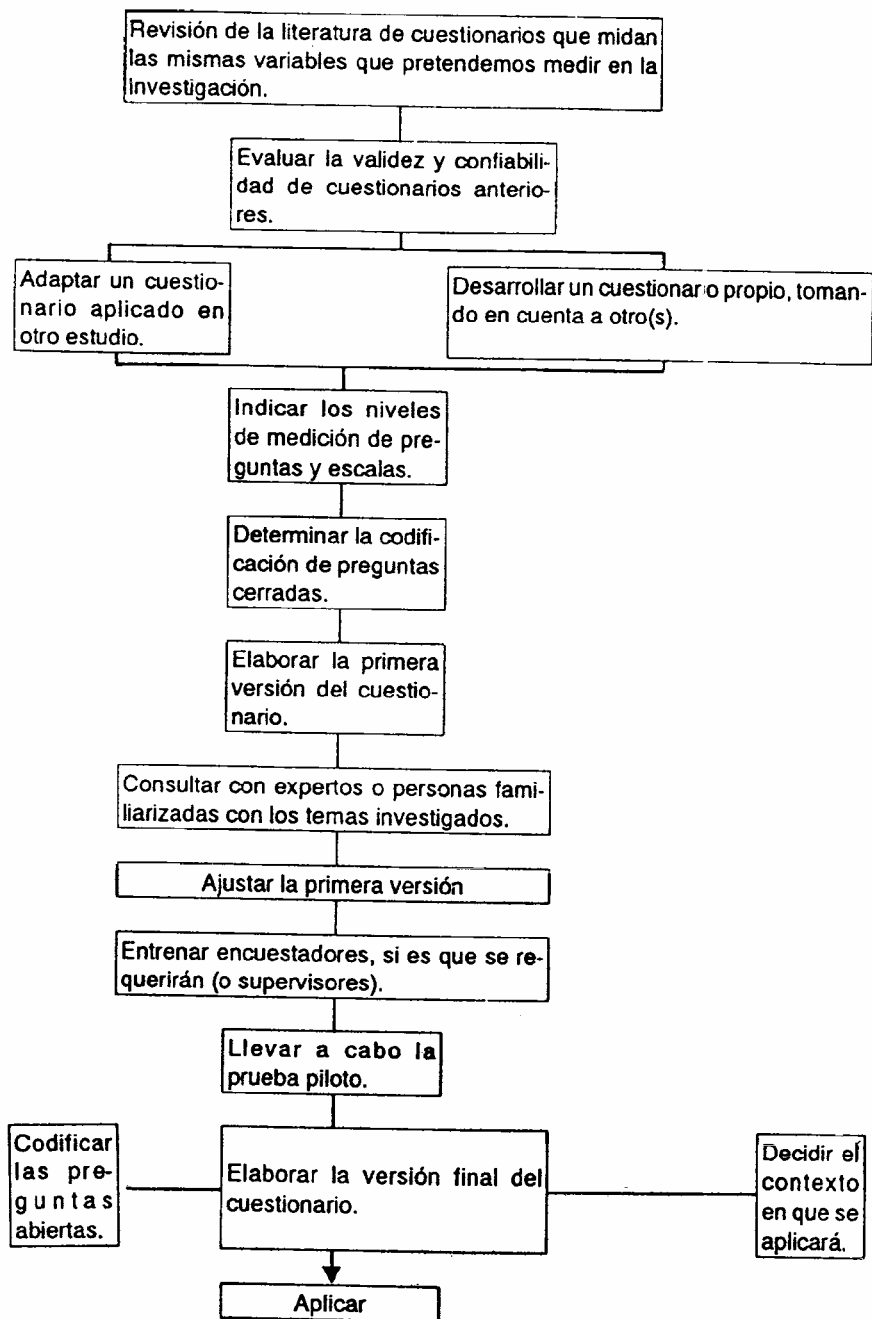 Revisión de la literatura de cuestionarios que midan
las mismas variables que pretendemos medir en la
investigación.
Evaluar la validez y confiabili-
dad de cuestionarios anterio-
res.
Adaptar un cuestio-
nario aplicado en
otro estudio.
Desarrollar un cuestionario propio, toman-
do en cuenta a otro(s).
Indicar los niveles
de medición de pre-
guntas y escalas.
Determinar la codifi-
cación de preguntas
cerradas.
Elaborar la primera
versión del cuestio-
nario.
Consultar con expertos o personas fami-
liarizadas con los temas investigados.
Ajustar la primera versión
Entrenar encuestadores, si es que se re-
querirán (o supervisores).
Llevar a cabo la
prueba piloto.
Codificar
las pre-
guntas
abiertas.
Elaborar la versión final del
cuestionario.
Decidir el
contexto
en que se
aplicará.
Aplicar